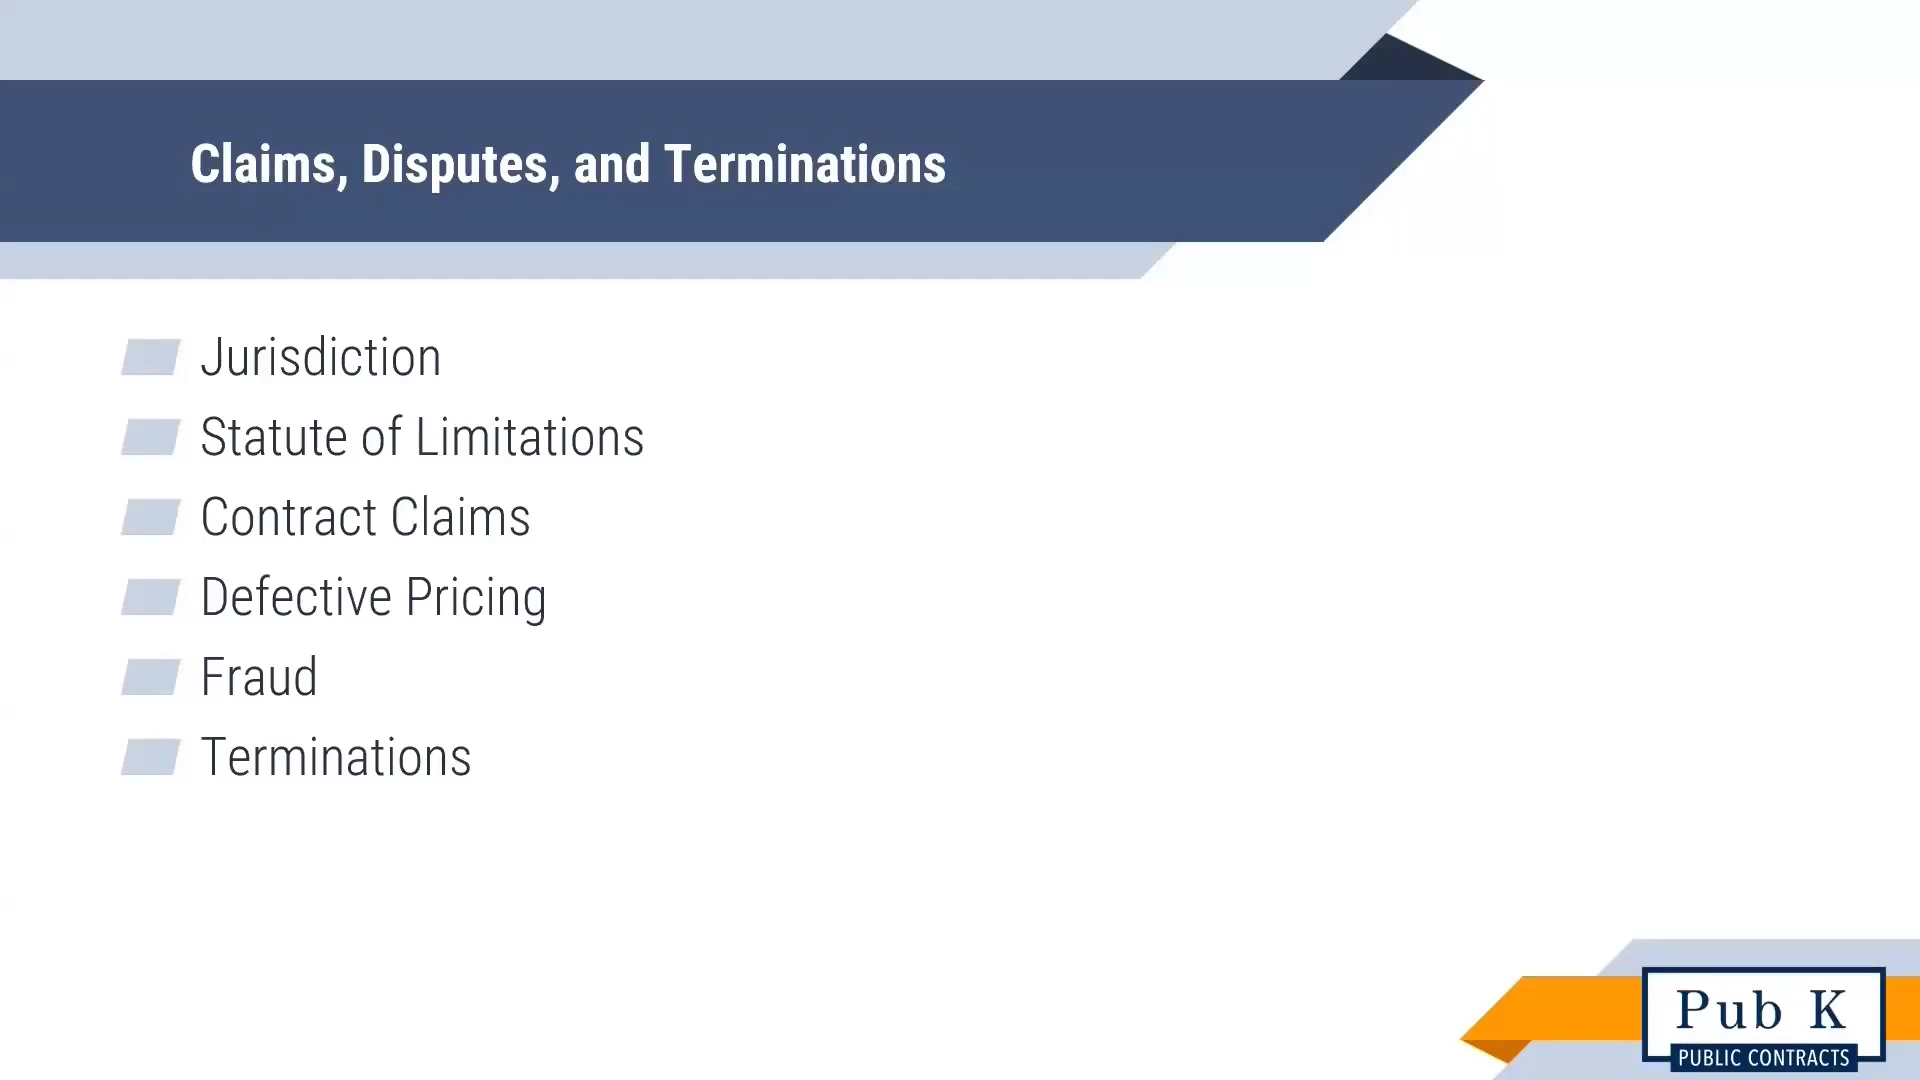 Claims, Disputes, and Terminations
Jurisdiction
Statute of Limitations
Contract Claims
Defective Pricing
Fraud
Terminations
Pub K
PUBLIC CONTRACTS